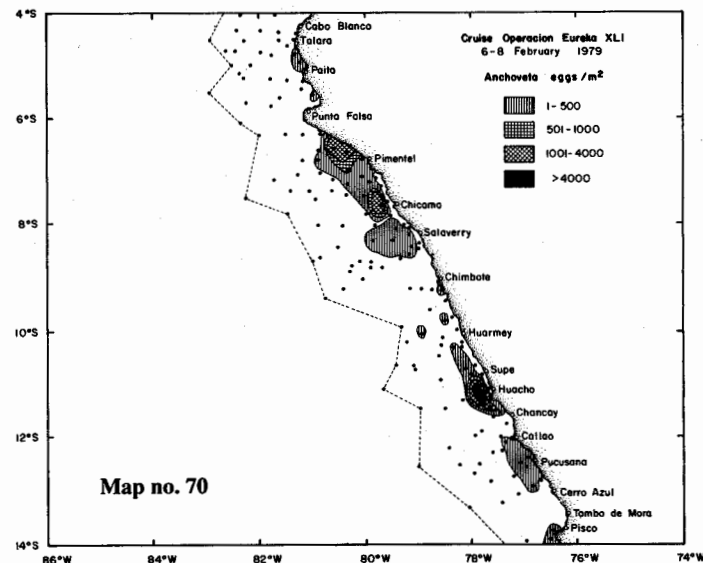 4°S
6°S
8°S
10°S
12°S
14°S
86°W
84°W
82°W
80°W
78°W
76°W
74°W
Cruise Operacion Eureka XLI
6-8 February 1979
Anchoveta eggs/m²
1-500
501-1000
1001-4000
>4000
Cabo Blanco
Talara
Paita
Punta Falsa
Pimentel
Chicama
Salaverry
Chimbote
Huarmey
Supe
Huacho
Chancay
Callao
Pucusana
Cerro Azul
Tambo de Mora
Pisco
Map no. 70